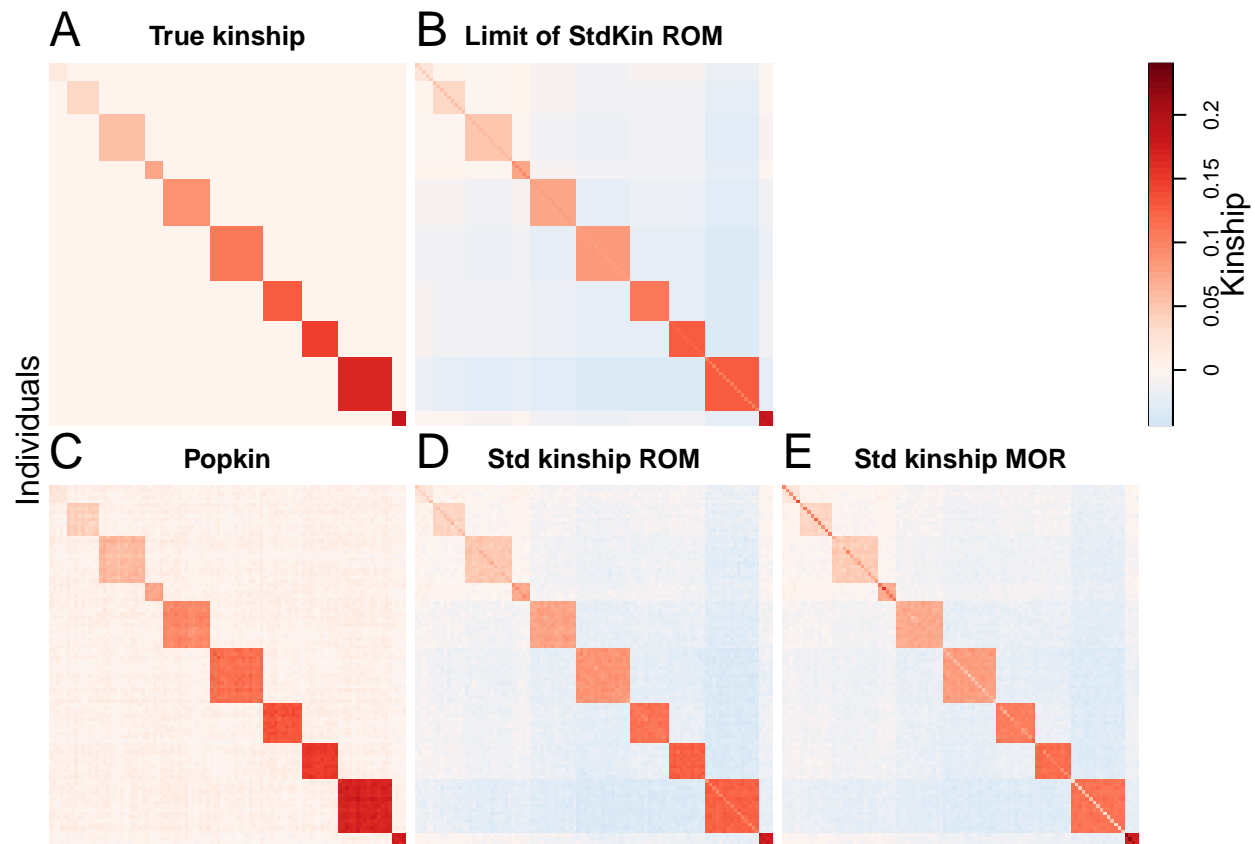 A True kinship
B Limit of StdKin ROM
0 0.05 0.1 0.15 0.2
Kinship
Individuals
C Popkin
D Std kinship ROM
E Std kinship MOR